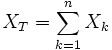 X_T = \sum_{k=1}^{n} X_k